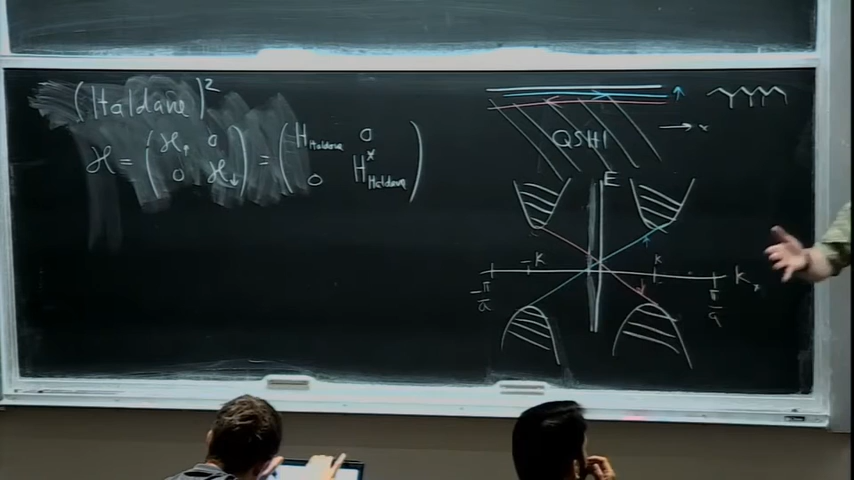 (Haldane)²
ℋ = (ℋ↑ 0 0 ℋ↓) = (H_Haldane 0 0 H*_Haldane)
↑
→ x
QSHI
E
↑
-K K
↓
-π/a π/a
k_x